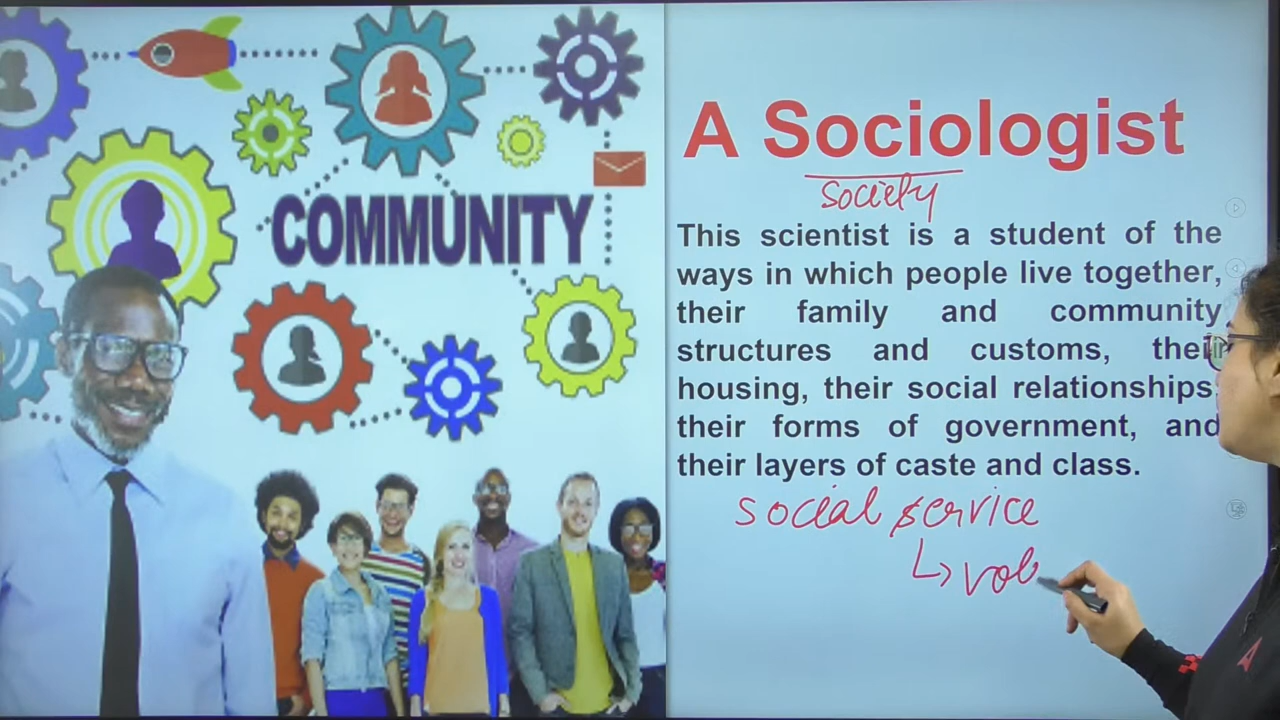 COMMUNITY
A Sociologist
society
This scientist is a student of the
ways in which people live together,
their family and community
structures and customs, their
housing, their social relationships,
their forms of government, and
their layers of caste and class.
social service
↳ vol